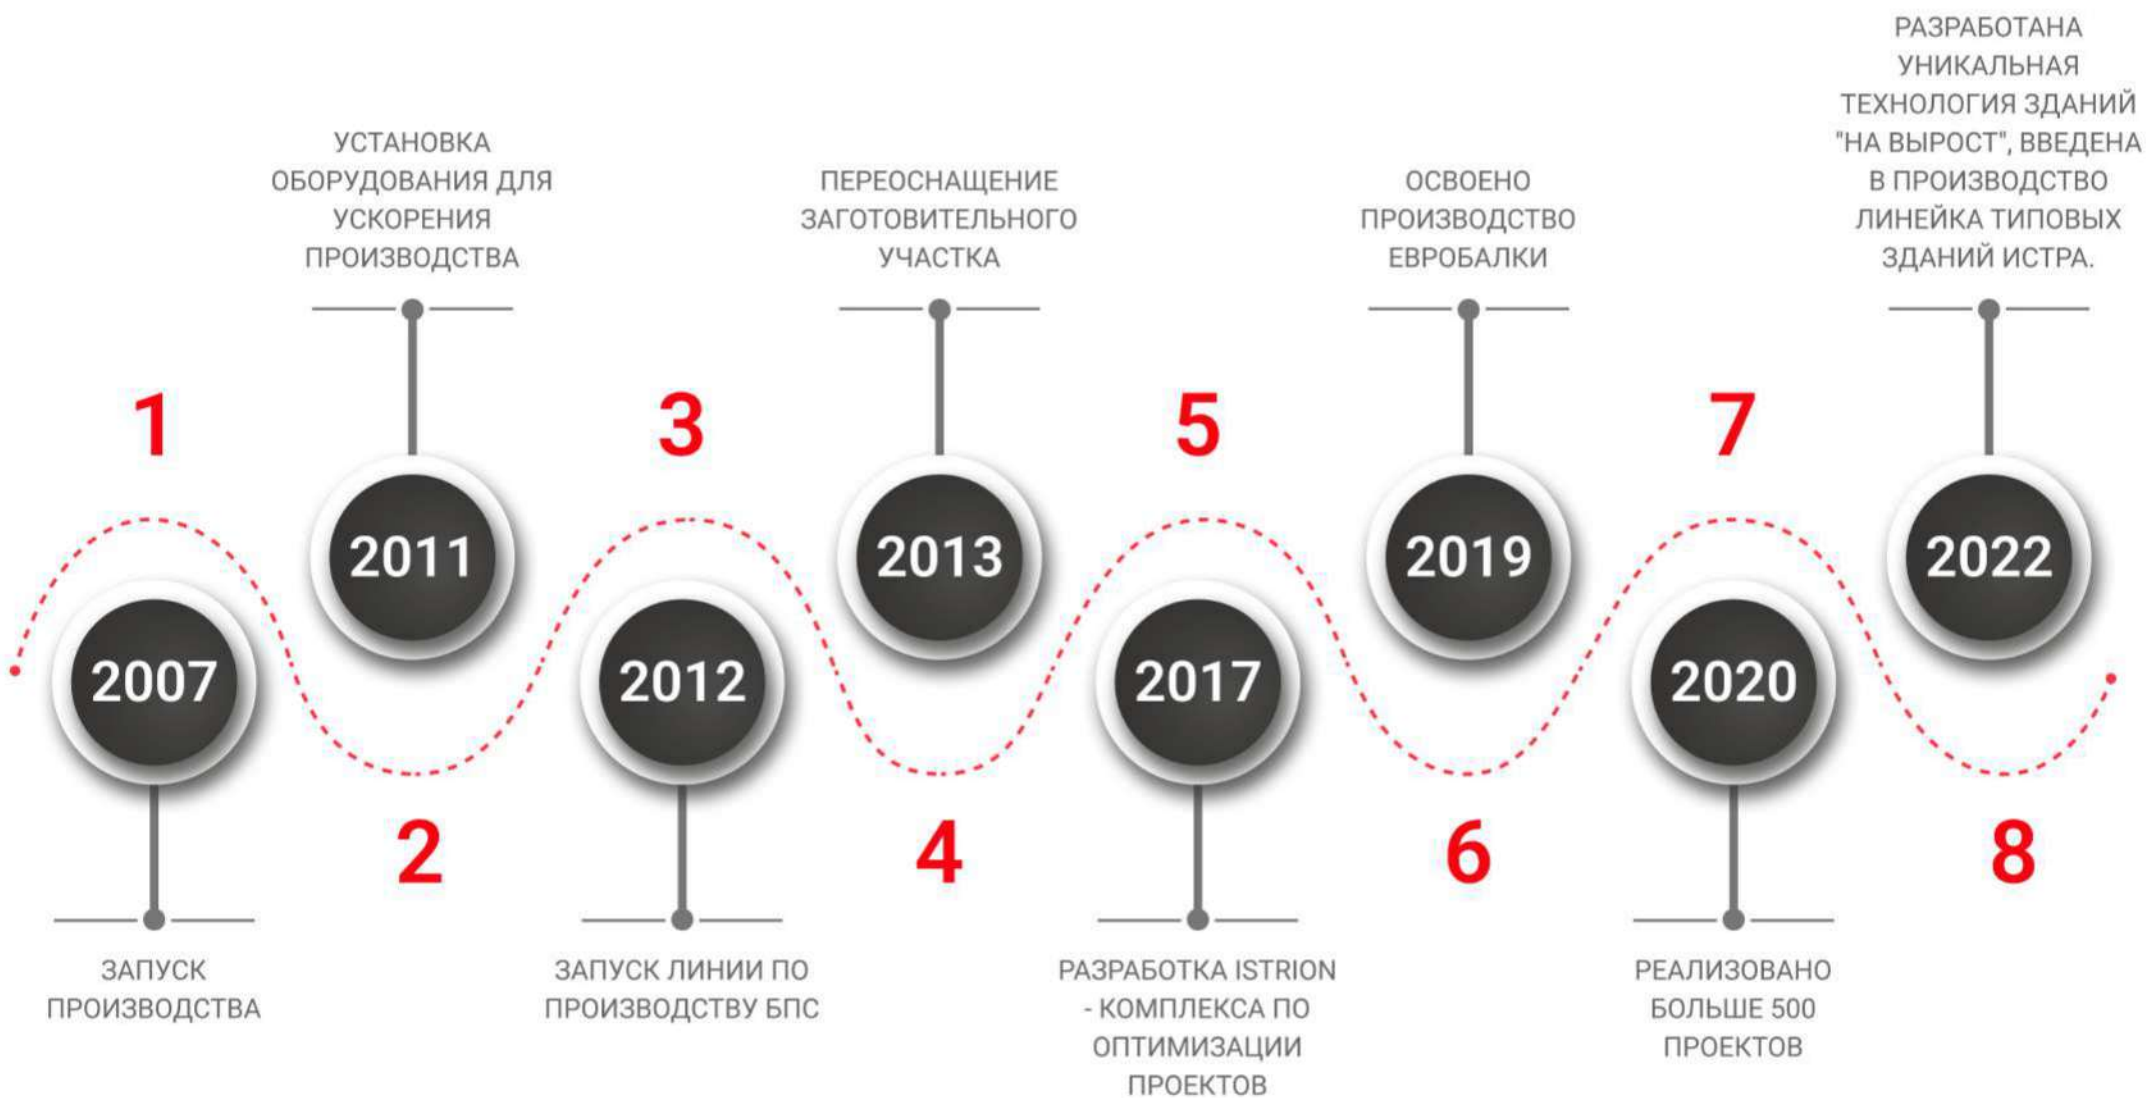 1
2007
ЗАПУСК
ПРОИЗВОДСТВА
УСТАНОВКА
ОБОРУДОВАНИЯ ДЛЯ
УСКОРЕНИЯ
ПРОИЗВОДСТВА
2011
2
3
2012
ЗАПУСК ЛИНИИ ПО
ПРОИЗВОДСТВУ БПС
ПЕРЕОСНАЩЕНИЕ
ЗАГОТОВИТЕЛЬНОГО
УЧАСТКА
2013
4
5
2017
РАЗРАБОТКА ISTRION
- КОМПЛЕКСА ПО
ОПТИМИЗАЦИИ
ПРОЕКТОВ
ОСВОЕНО
ПРОИЗВОДСТВО
ЕВРОБАЛКИ
2019
6
7
2020
РЕАЛИЗОВАНО
БОЛЬШЕ 500
ПРОЕКТОВ
РАЗРАБОТАНА
УНИКАЛЬНАЯ
ТЕХНОЛОГИЯ ЗДАНИЙ
"НА ВЫРОСТ", ВВЕДЕНА
В ПРОИЗВОДСТВО
ЛИНЕЙКА ТИПОВЫХ
ЗДАНИЙ ИСТРА.
2022
8